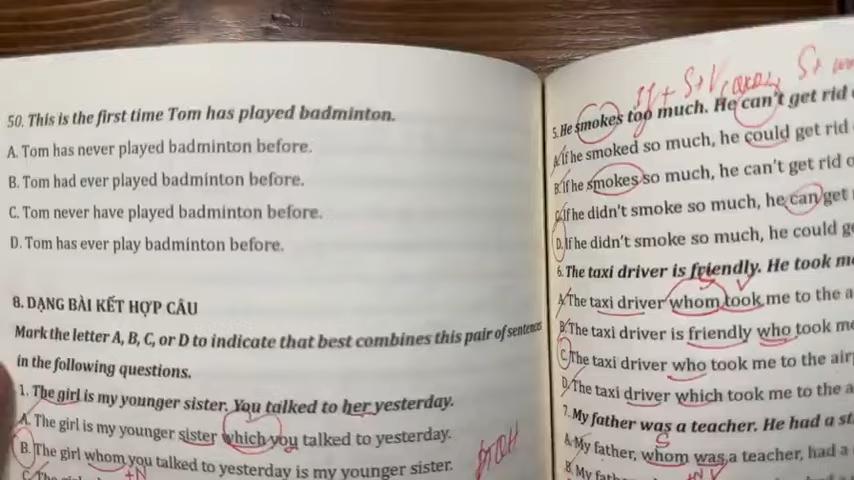 50. This is the first time Tom has played badminton.
A. Tom has never played badminton before.
B. Tom had ever played badminton before.
C. Tom never have played badminton before.
D. Tom has ever play badminton before.
8. DẠNG BÀI KẾT HỢP CÂU
Mark the letter A, B, C, or D to indicate that best combines this pair of sentences
in the following questions.
1. The girl is my younger sister. You talked to her yesterday.
A. The girl is my younger sister which you talked to yesterday.
B. The girl whom you talked to yesterday is my younger sister.
C. The
+N
If + S + V
S+
5. He smokes too much. He can't get rid
A. If he smoked so much, he could get rid
B. If he smokes so much, he can't get rid
C. If he didn't smoke so much, he can get
D. If he didn't smoke so much, he could
6. The taxi driver is friendly. He took
A. The taxi driver whom took me to the
B. The taxi driver is friendly who took
C. The taxi driver who took me to the
D. The taxi driver which took me to the
7. My father was a teacher. He had a
S
A. My father, whom was a teacher, had a
B. My